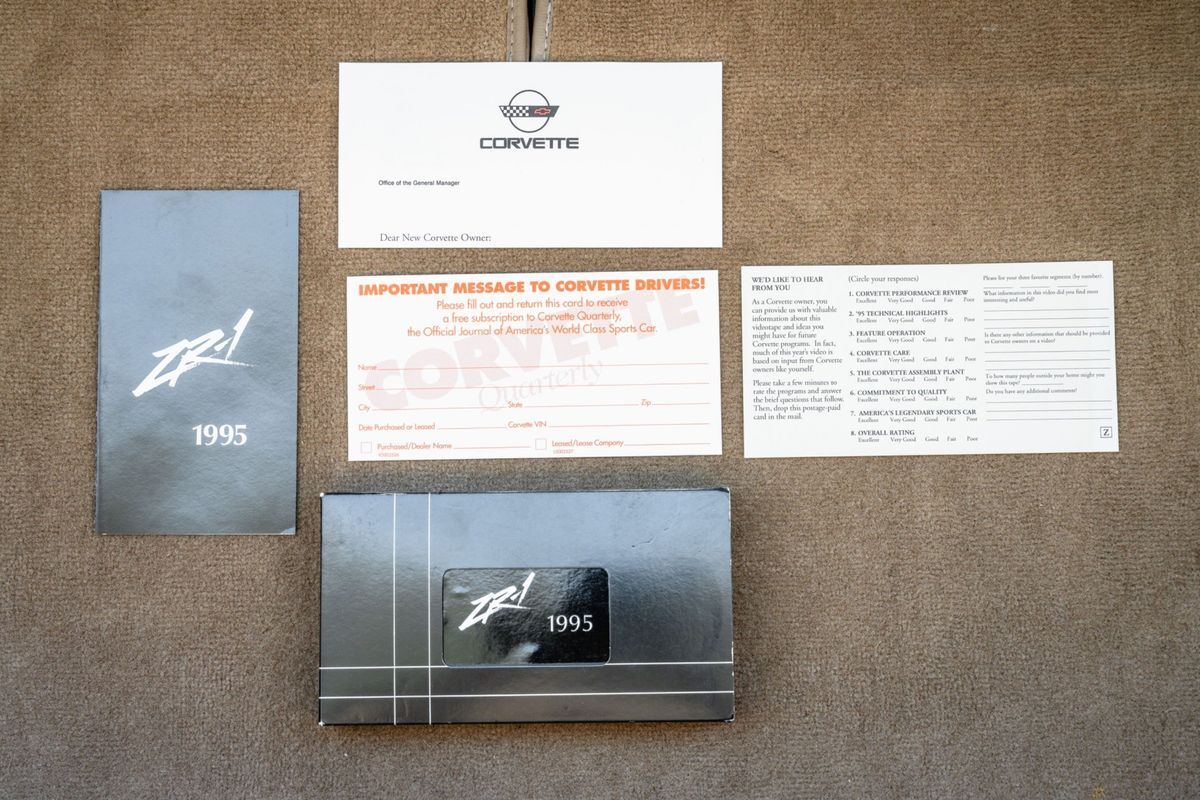 CORVETTE
Office of the General Manager
Dear New Corvette Owner:
ZR-1
1995
IMPORTANT MESSAGE TO CORVETTE DRIVERS!
Please fill out and return this card to receive
a free subscription to Corvette Quarterly,
the Official Journal of America's World Class Sports Car.
CORVETTE
Quarterly
Name
Street
City State Zip
Date Purchased or Leased Corvette VIN
Purchased/Dealer Name Leased/Lease Company
WE'D LIKE TO HEAR
FROM YOU
As a Corvette owner, you
can provide us with valuable
information about this
videotape and ideas you
might have for future
Corvette programs. In fact,
much of this year's video is
based on input from Corvette
owners like yourself.
Please take a few minutes to
rate the programs and answer
the brief questions that follow.
Then, drop this postage-paid
card in the mail.
(Circle your responses)
1. CORVETTE PERFORMANCE REVIEW
Excellent Very Good Good Fair Poor
2. '95 TECHNICAL HIGHLIGHTS
Excellent Very Good Good Fair Poor
3. FEATURE OPERATION
Excellent Very Good Good Fair Poor
4. CORVETTE CARE
Excellent Very Good Good Fair Poor
5. THE CORVETTE ASSEMBLY PLANT
Excellent Very Good Good Fair Poor
6. COMMITMENT TO QUALITY
Excellent Very Good Good Fair Poor
7. AMERICA'S LEGENDARY SPORTS CAR
Excellent Very Good Good Fair Poor
8. OVERALL RATING
Excellent Very Good Good Fair Poor
Please list your three favorite segments (by number).
What information in this video did you find most
interesting and useful?
Is there any other information that should be provided
to Corvette owners on a video?
To how many people outside your home might you
show this tape?
Do you have any additional comments?
Z
ZR-1
1995